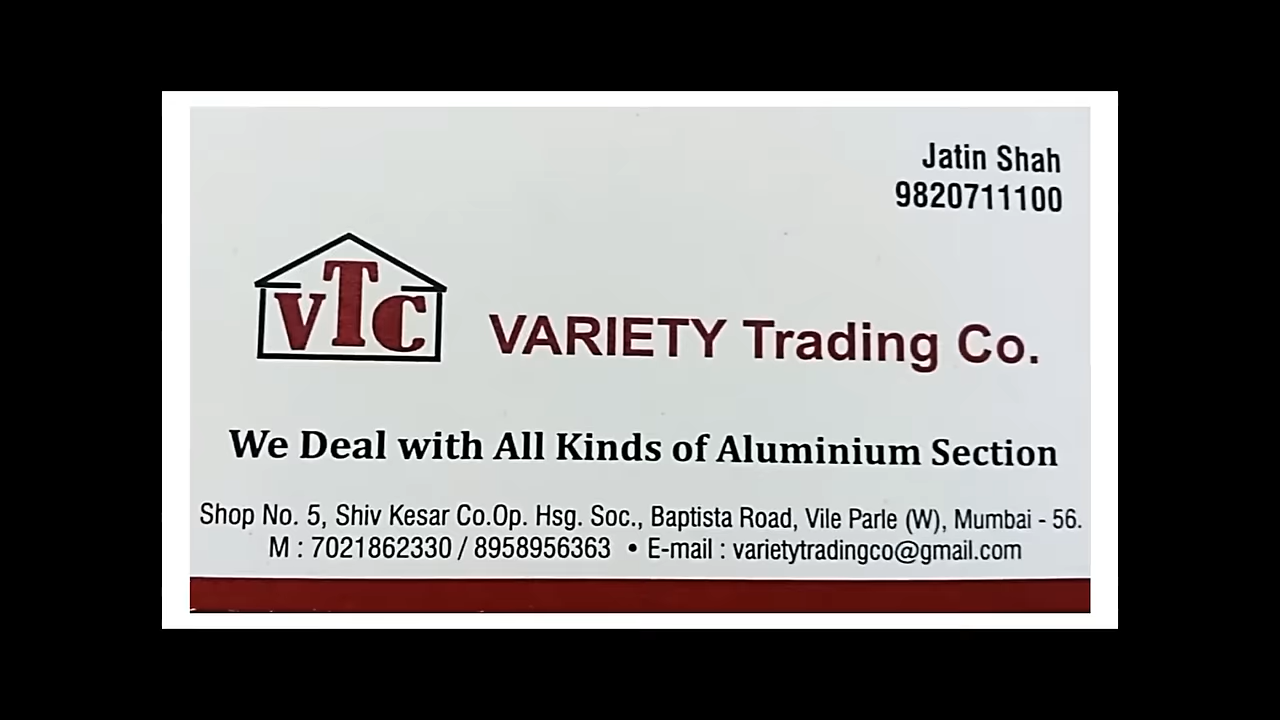 Jatin Shah
9820711100
VTC
VARIETY Trading Co.
We Deal with All Kinds of Aluminium Section
Shop No. 5, Shiv Kesar Co.Op. Hsg. Soc., Baptista Road, Vile Parle (W), Mumbai - 56.
M : 7021862330 / 8958956363 • E-mail : varietytradingco@gmail.com